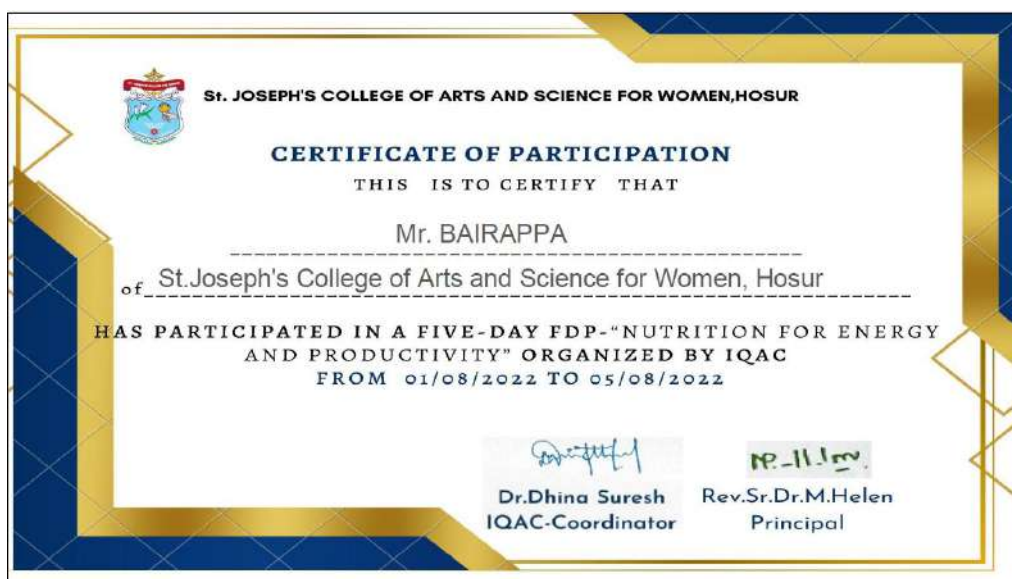 St. JOSEPH'S COLLEGE OF ARTS AND SCIENCE FOR WOMEN,HOSUR
CERTIFICATE OF PARTICIPATION
THIS IS TO CERTIFY THAT
Mr. BAIRAPPA
of St.Joseph's College of Arts and Science for Women, Hosur
HAS PARTICIPATED IN A FIVE-DAY FDP-“NUTRITION FOR ENERGY
AND PRODUCTIVITY” ORGANIZED BY IQAC
FROM 01/08/2022 TO 05/08/2022
Dr.Dhina Suresh Rev.Sr.Dr.M.Helen
IQAC-Coordinator Principal